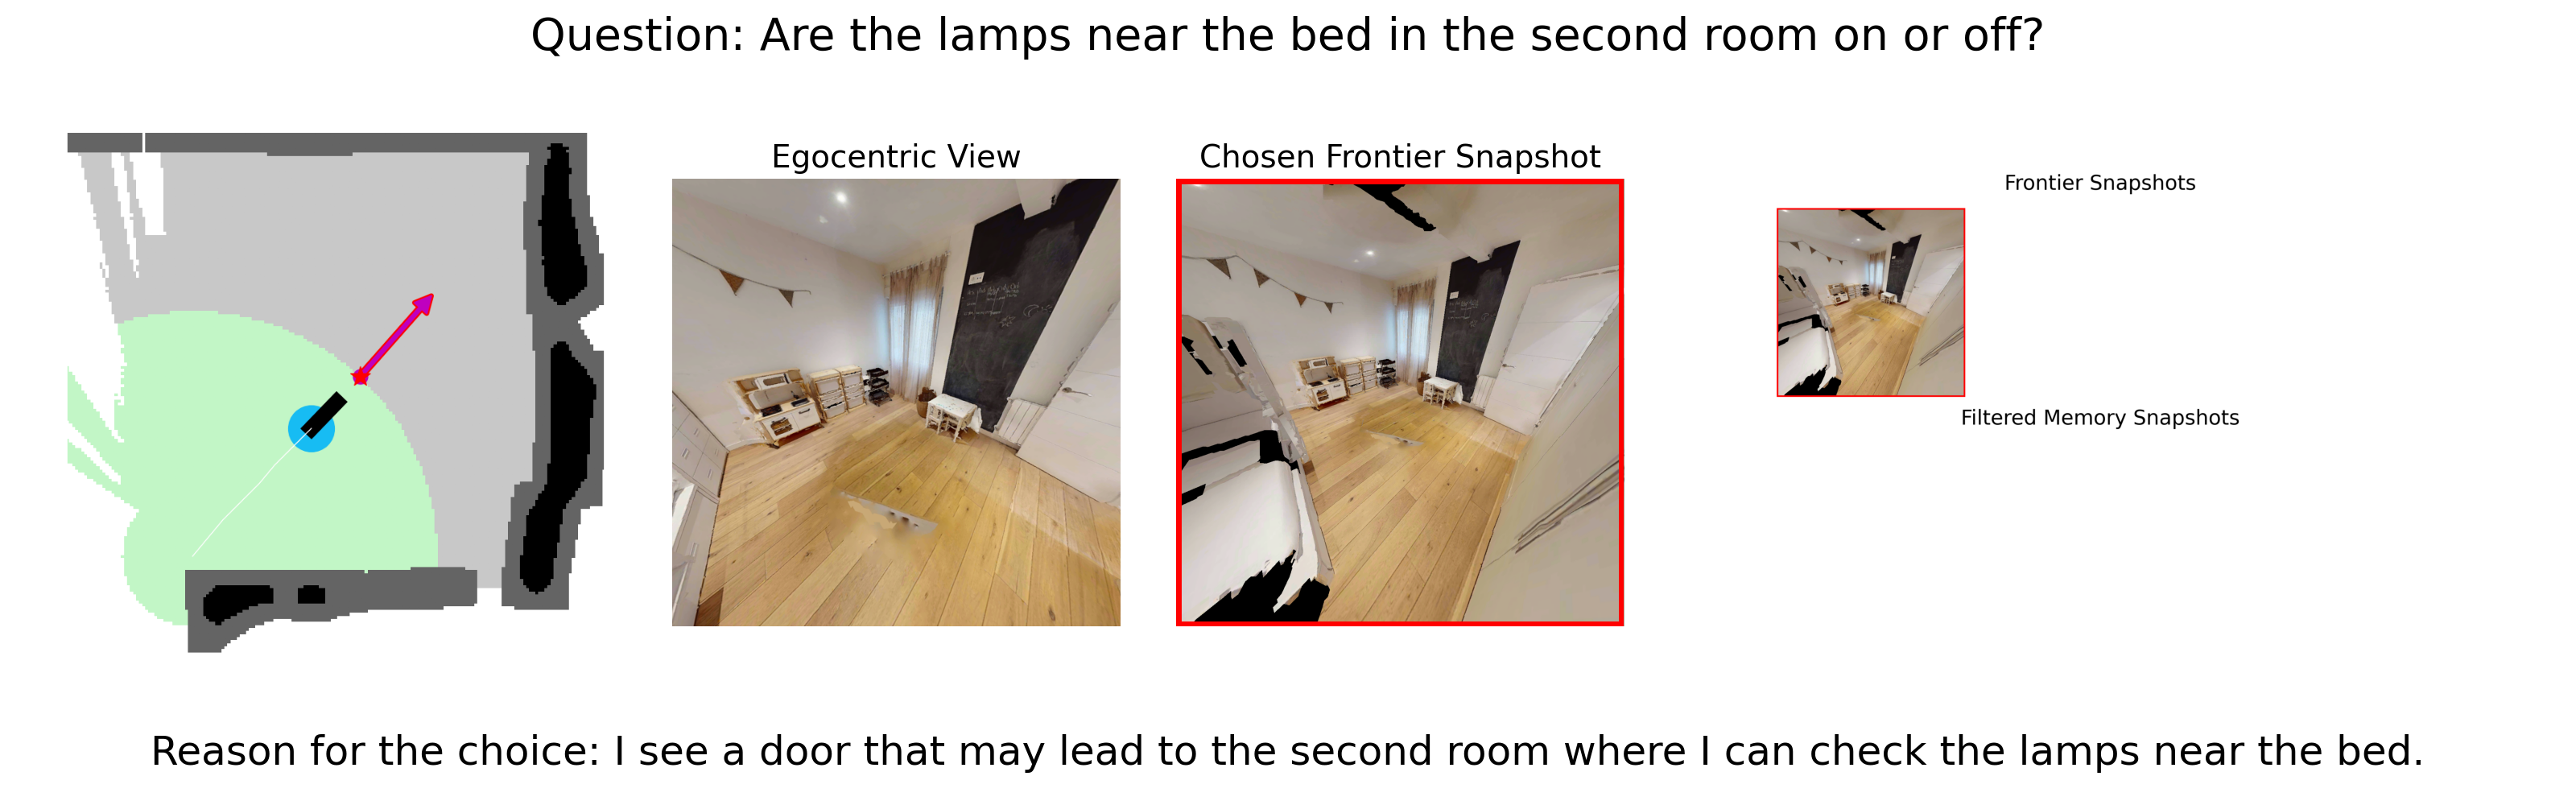 Question: Are the lamps near the bed in the second room on or off?
Egocentric View
Chosen Frontier Snapshot
Frontier Snapshots
Filtered Memory Snapshots
Reason for the choice: I see a door that may lead to the second room where I can check the lamps near the bed.